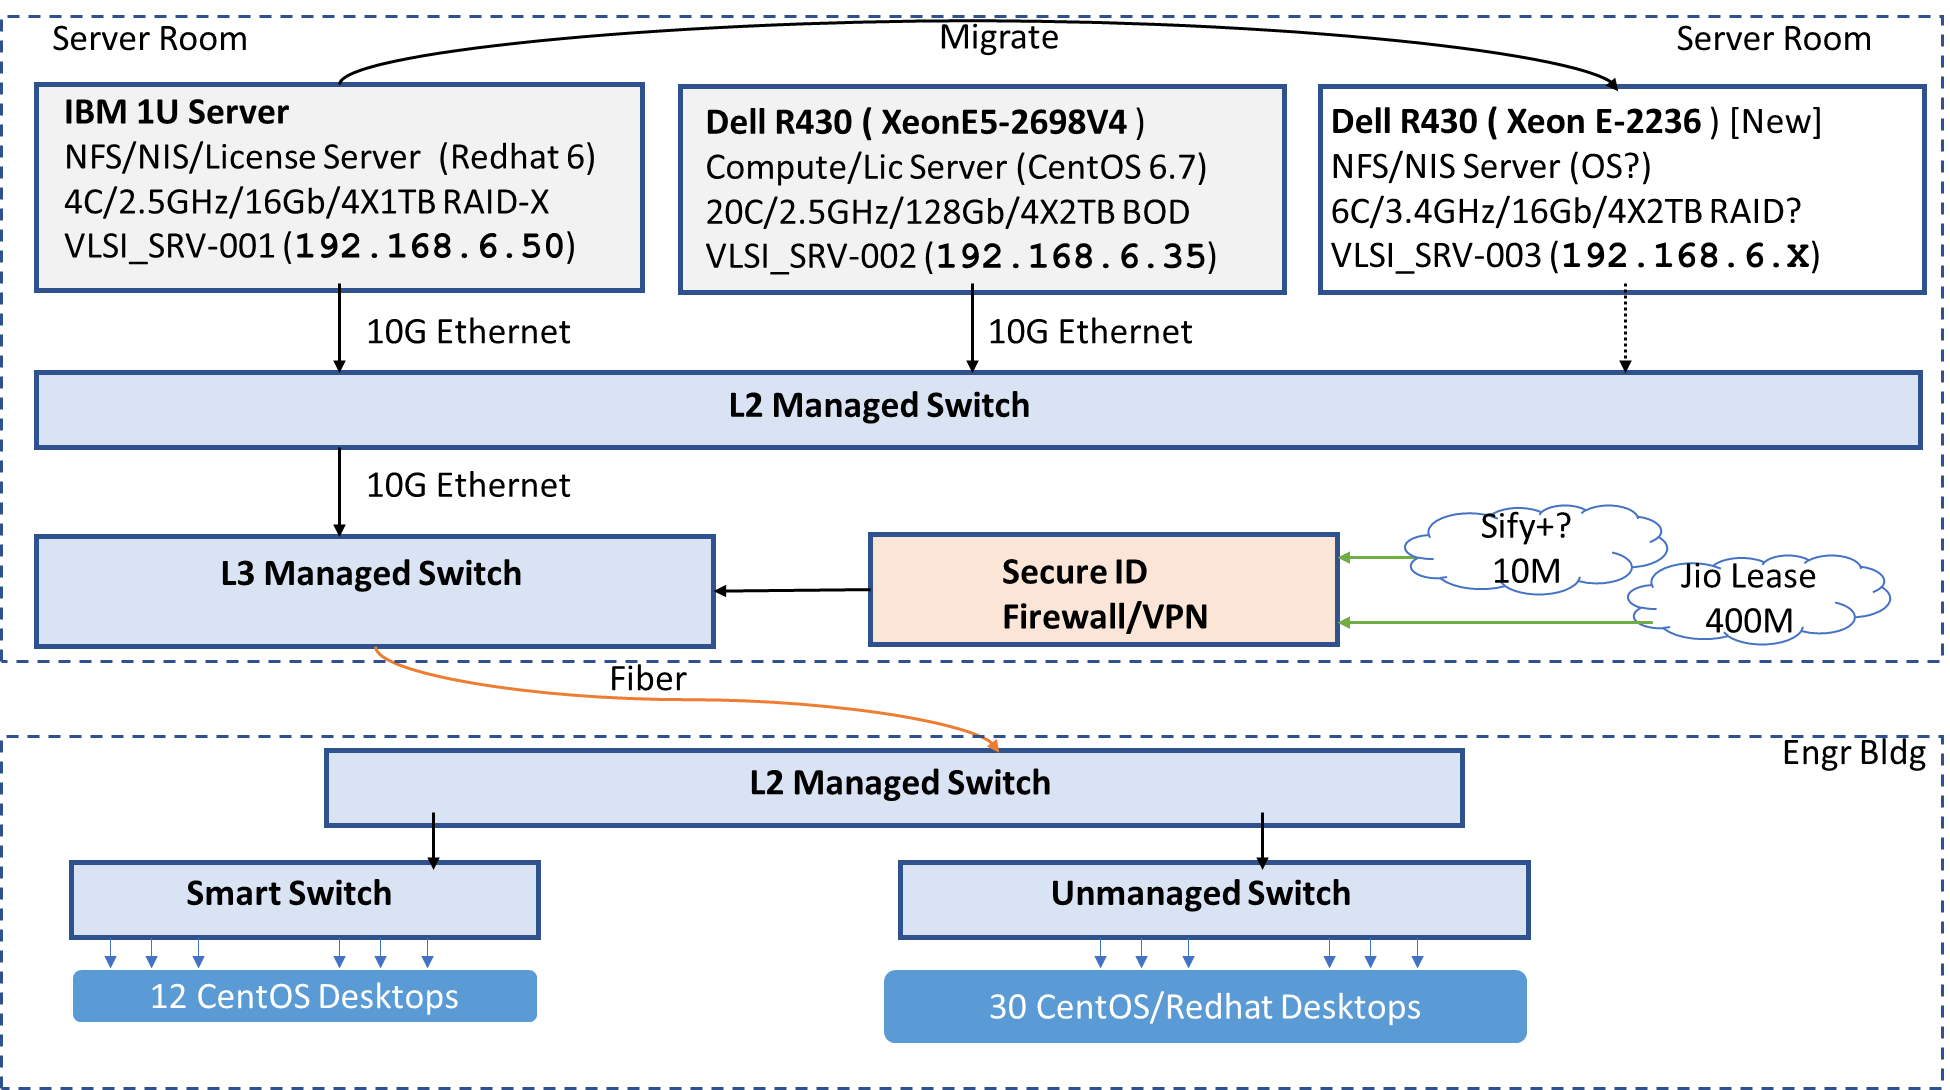 Server Room
Migrate
Server Room
IBM 1U Server
NFS/NIS/License Server (Redhat 6)
4C/2.5GHz/16Gb/4X1TB RAID-X
VLSI_SRV-001 (192.168.6.50)
Dell R430 ( XeonE5-2698V4 )
Compute/Lic Server (CentOS 6.7)
20C/2.5GHz/128Gb/4X2TB BOD
VLSI_SRV-002 (192.168.6.35)
Dell R430 ( Xeon E-2236 ) [New]
NFS/NIS Server (OS?)
6C/3.4GHz/16Gb/4X2TB RAID?
VLSI_SRV-003 (192.168.6.X)
10G Ethernet
10G Ethernet
L2 Managed Switch
10G Ethernet
L3 Managed Switch
Secure ID
Firewall/VPN
Sify+?
10M
Jio Lease
400M
Fiber
Engr Bldg
L2 Managed Switch
Smart Switch
Unmanaged Switch
12 CentOS Desktops
30 CentOS/Redhat Desktops